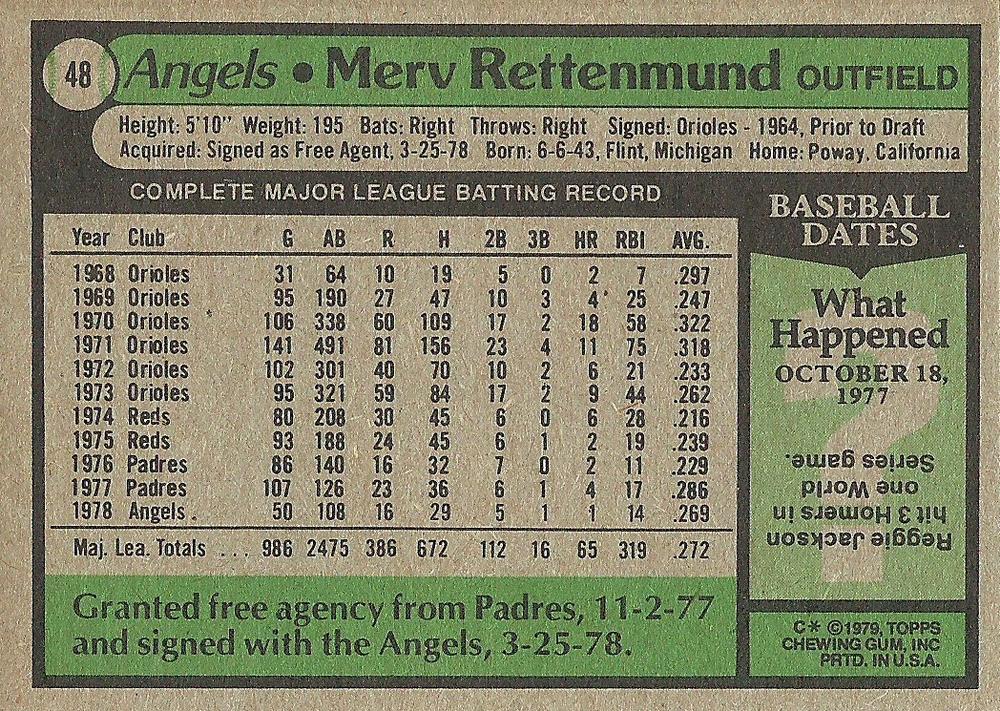 48 Angels • Merv Rettenmund OUTFIELD
Height: 5'10" Weight: 195 Bats: Right Throws: Right Signed: Orioles - 1964, Prior to Draft
Acquired: Signed as Free Agent, 3-25-78 Born: 6-6-43, Flint, Michigan Home: Poway, California
COMPLETE MAJOR LEAGUE BATTING RECORD
Year Club G AB R H 2B 3B HR RBI AVG.
1968 Orioles 31 64 10 19 5 0 2 7 .297
1969 Orioles 95 190 27 47 10 3 4 25 .247
1970 Orioles 106 338 60 109 17 2 18 58 .322
1971 Orioles 141 491 81 156 23 4 11 75 .318
1972 Orioles 102 301 40 70 10 2 6 21 .233
1973 Orioles 95 321 59 84 17 2 9 44 .262
1974 Reds 80 208 30 45 6 0 6 28 .216
1975 Reds 93 188 24 45 6 1 2 19 .239
1976 Padres 86 140 16 32 7 0 2 11 .229
1977 Padres 107 126 23 36 6 1 4 17 .286
1978 Angels 50 108 16 29 5 1 1 14 .269
Maj. Lea. Totals ... 986 2475 386 672 112 16 65 319 .272
Granted free agency from Padres, 11-2-77
and signed with the Angels, 3-25-78.
BASEBALL
DATES
What
Happened
OCTOBER 18,
1977
?
Reggie Jackson
hit 3 Homers in
one World
Series game.
C* ©1979, TOPPS
CHEWING GUM, INC
PRTD. IN U.S.A.